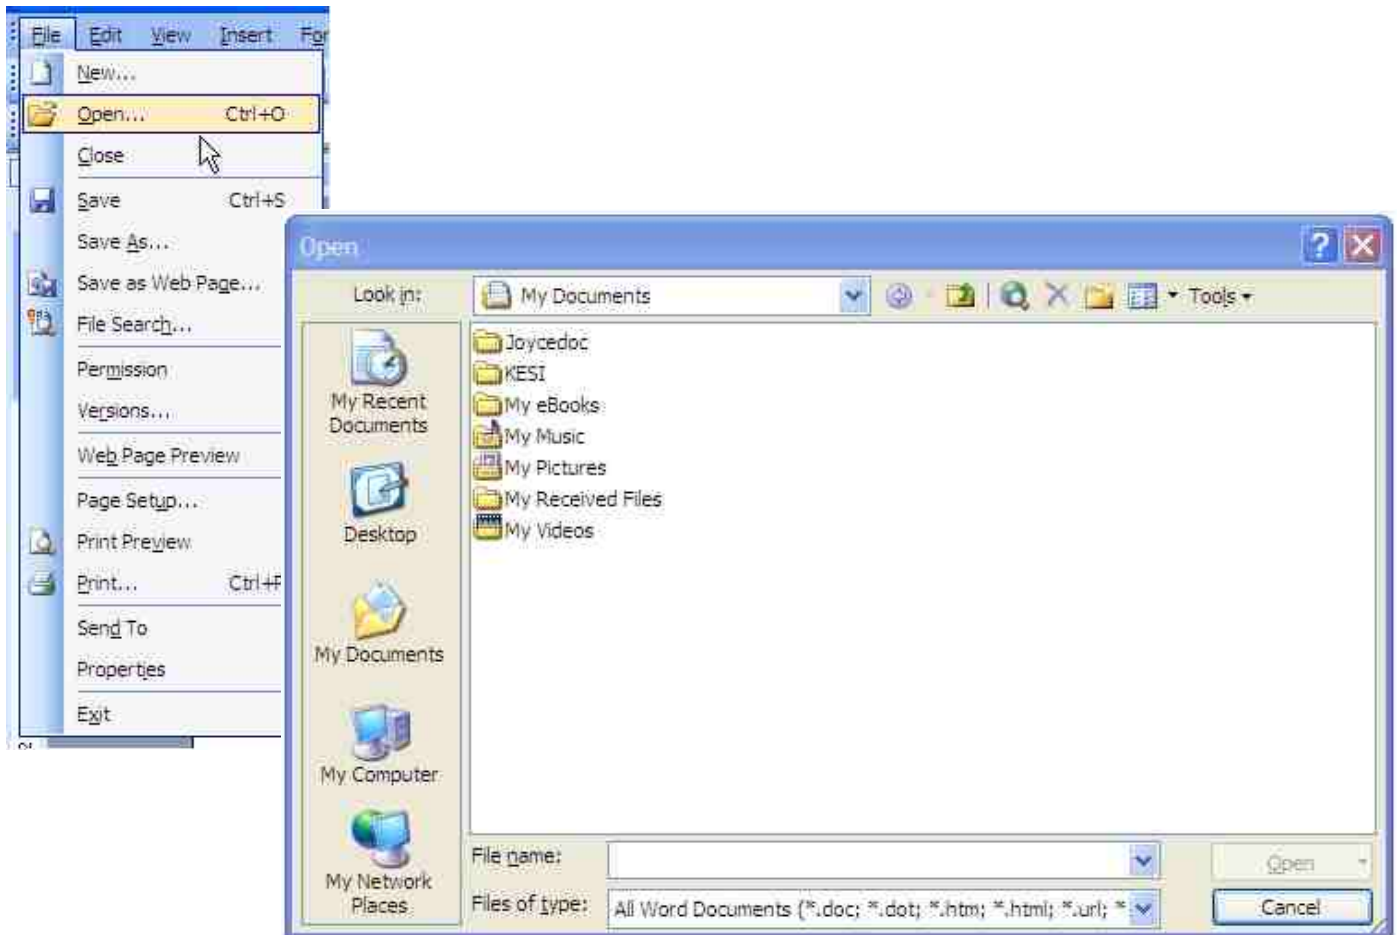 File Edit View Insert For
New...
Open... Ctrl+O
Close
Save Ctrl+S
Save As...
Save as Web Page...
File Search...
Permission
Versions...
Web Page Preview
Page Setup...
Print Preview
Print... Ctrl+P
Send To
Properties
Exit
Open
Look in: My Documents Tools
My Recent
Documents
Desktop
My Documents
My Computer
My Network
Places
Joycedoc
KESI
My eBooks
My Music
My Pictures
My Received Files
My Videos
File name: Open
Files of type: All Word Documents (*.doc; *.dot; *.htm; *.html; *.url; * Cancel